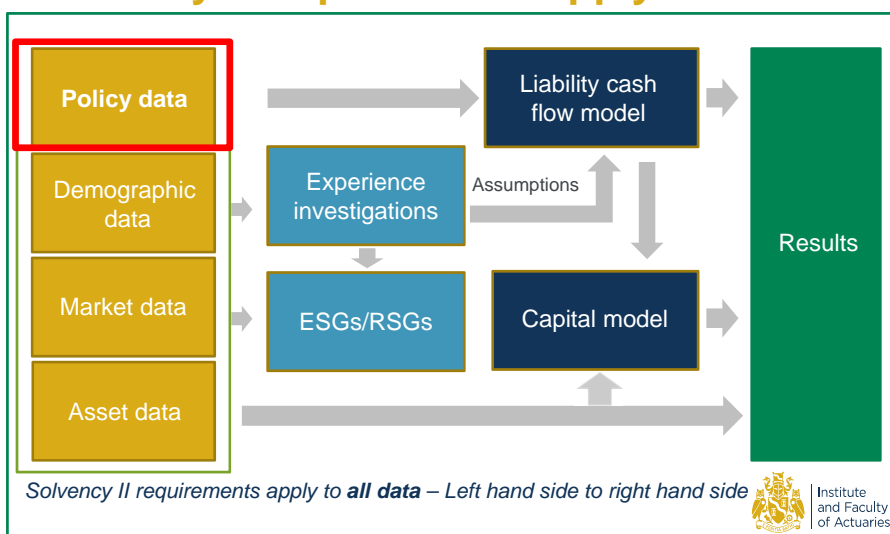 Policy data
Demographic
data
Market data
Asset data
Experience
investigations
ESGs/RSGs
Assumptions
Liability cash
flow model
Capital model
Results
Solvency II requirements apply to all data – Left hand side to right hand side
Institute
and Faculty
of Actuaries